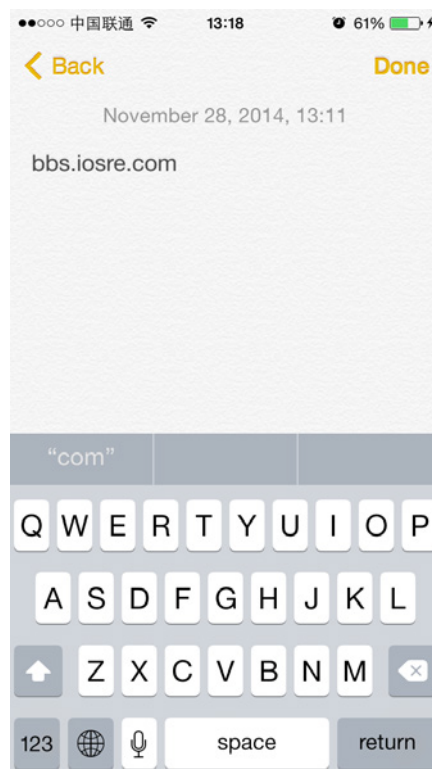 中国联通 13:18 61%
Back Done
November 28, 2014, 13:11
bbs.iosre.com
“com”
Q W E R T Y U I O P
A S D F G H J K L
Z X C V B N M
123 space return